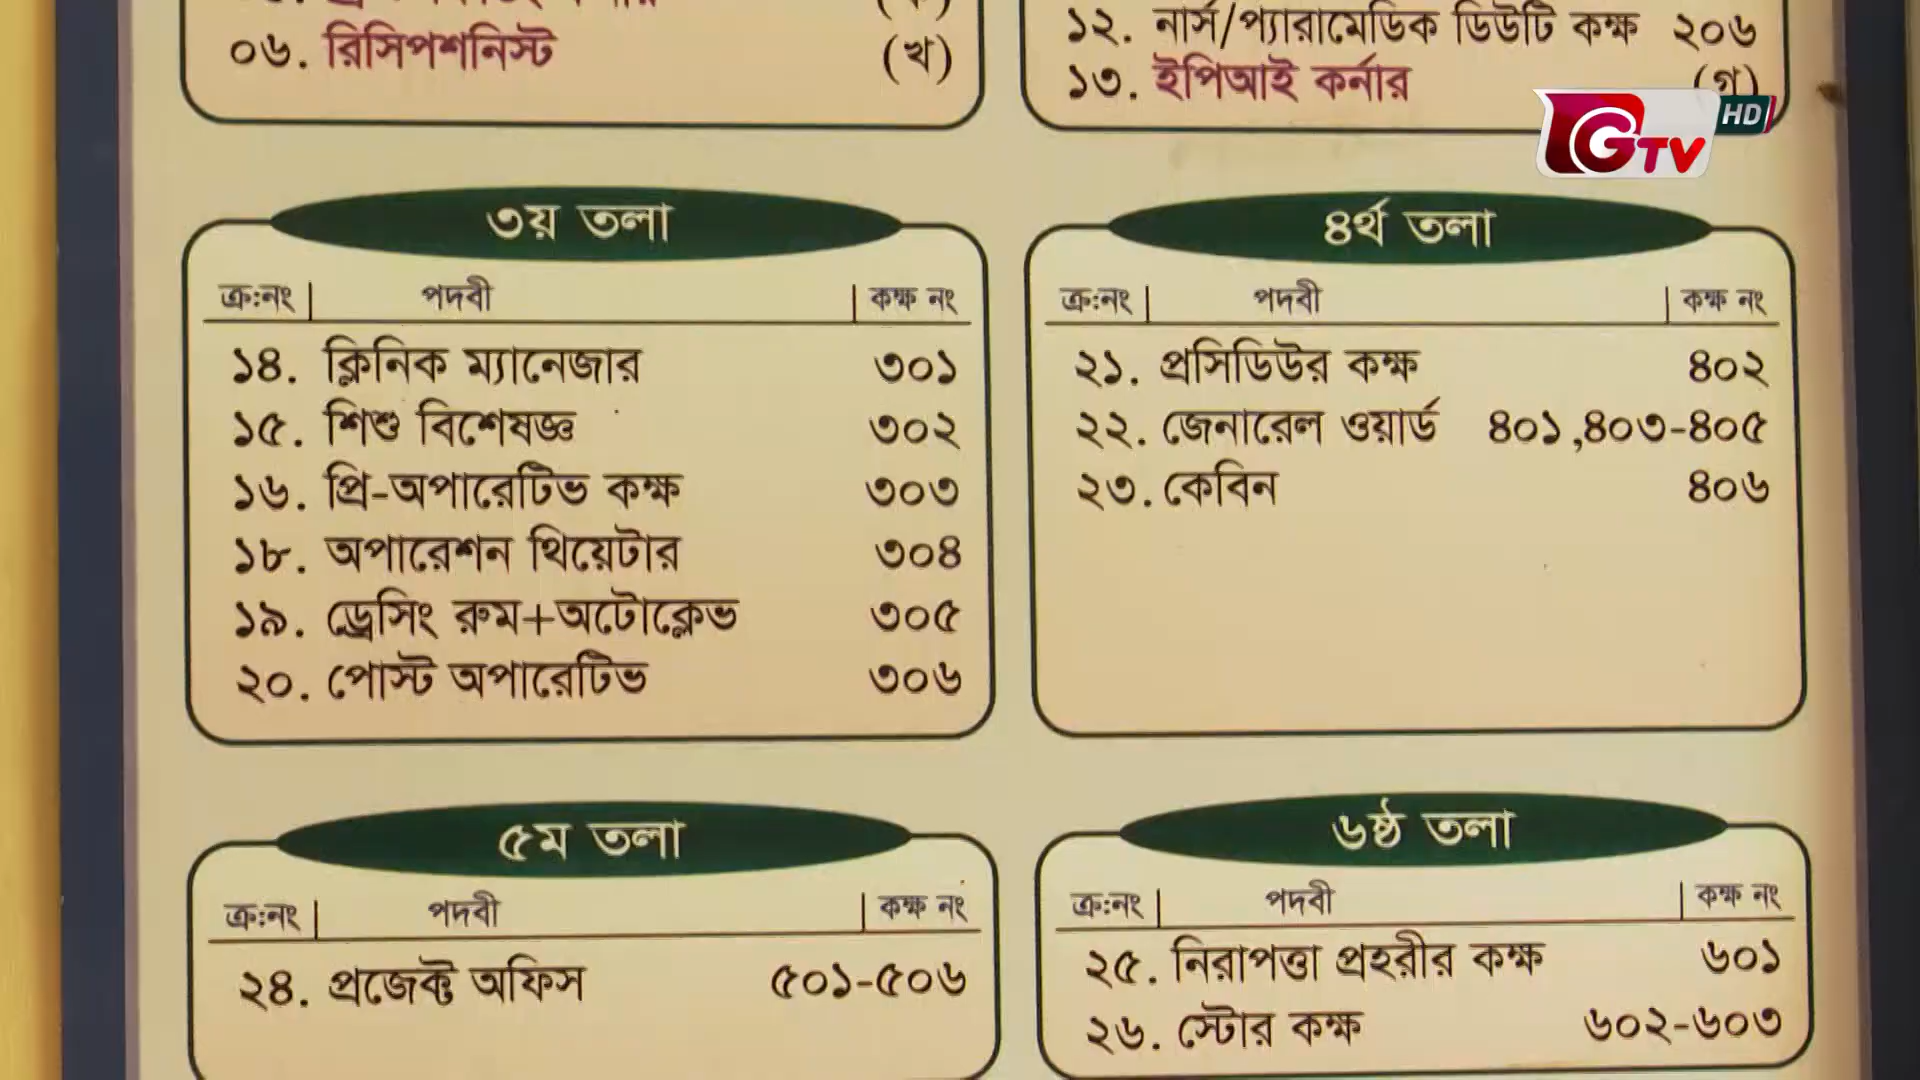 ০৬. রিসিপশনিস্ট (খ)
১২. নার্স/প্যারামেডিক ডিউটি কক্ষ ২০৬
১৩. ইপিআই কর্নার (গ)
GTV HD
৩য় তলা
ক্র:নং পদবী কক্ষ নং
১৪. ক্লিনিক ম্যানেজার ৩০১
১৫. শিশু বিশেষজ্ঞ ৩০২
১৬. প্রি-অপারেটিভ কক্ষ ৩০৩
১৮. অপারেশন থিয়েটার ৩০৪
১৯. ড্রেসিং রুম+অটোক্লেভ ৩০৫
২০. পোস্ট অপারেটিভ ৩০৬
৪র্থ তলা
ক্র:নং পদবী কক্ষ নং
২১. প্রসিডিউর কক্ষ ৪০২
২২. জেনারেল ওয়ার্ড ৪০১,৪০৩-৪০৫
২৩. কেবিন ৪০৬
৫ম তলা
ক্র:নং পদবী কক্ষ নং
২৪. প্রজেক্ট অফিস ৫০১-৫০৬
৬ষ্ঠ তলা
ক্র:নং পদবী কক্ষ নং
২৫. নিরাপত্তা প্রহরীর কক্ষ ৬০১
২৬. স্টোর কক্ষ ৬০২-৬০৩